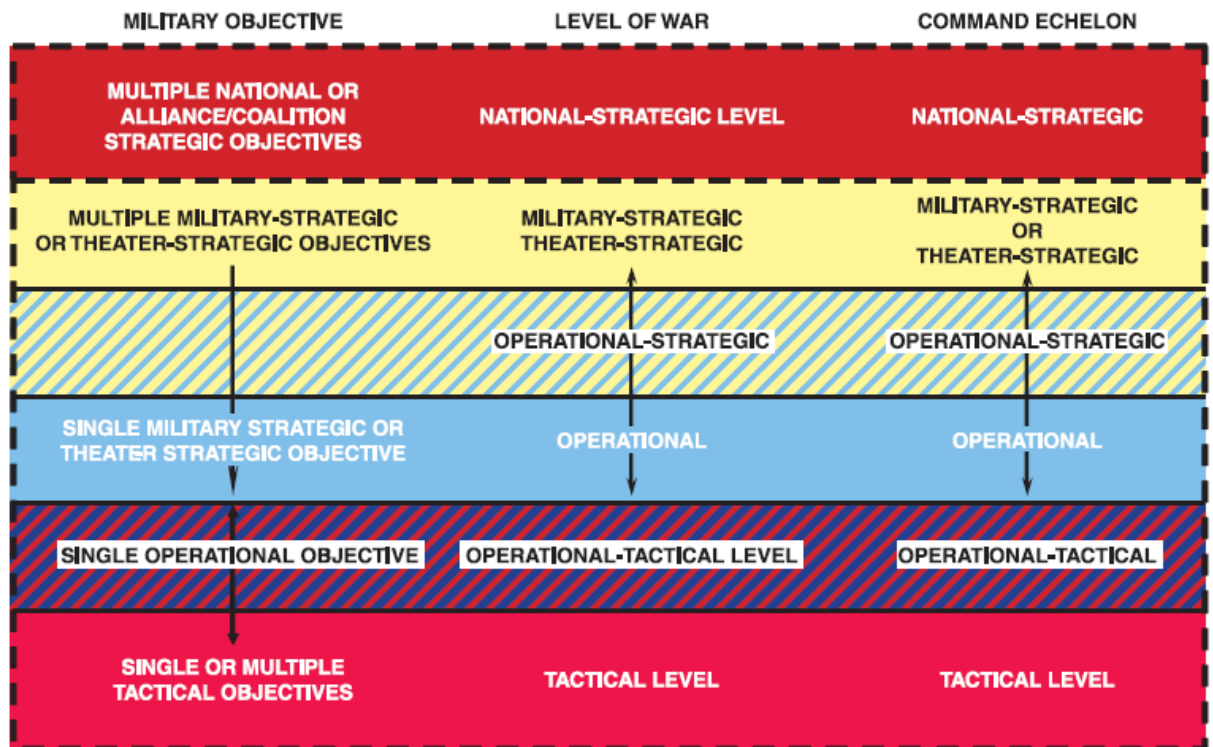 MILITARY OBJECTIVE
LEVEL OF WAR
COMMAND ECHELON
MULTIPLE NATIONAL OR
ALLIANCE/COALITION
STRATEGIC OBJECTIVES
NATIONAL-STRATEGIC LEVEL
NATIONAL-STRATEGIC
MULTIPLE MILITARY-STRATEGIC
OR THEATER-STRATEGIC OBJECTIVES
MILITARY-STRATEGIC
THEATER-STRATEGIC
MILITARY-STRATEGIC
OR
THEATER-STRATEGIC
OPERATIONAL-STRATEGIC
OPERATIONAL-STRATEGIC
SINGLE MILITARY STRATEGIC OR
THEATER STRATEGIC OBJECTIVE
OPERATIONAL
OPERATIONAL
SINGLE OPERATIONAL OBJECTIVE
OPERATIONAL-TACTICAL LEVEL
OPERATIONAL-TACTICAL
SINGLE OR MULTIPLE
TACTICAL OBJECTIVES
TACTICAL LEVEL
TACTICAL LEVEL